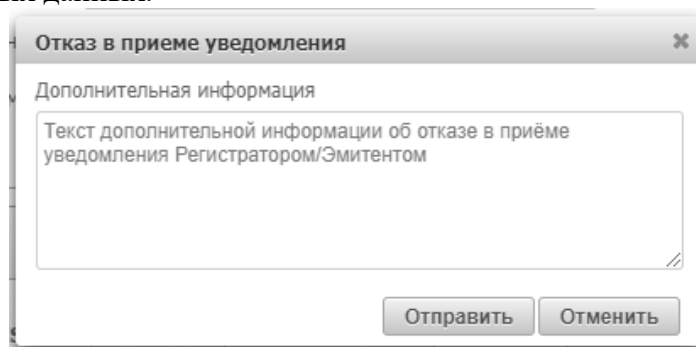 Отказ в приеме уведомления
Дополнительная информация
Текст дополнительной информации об отказе в приёме
уведомления Регистратором/Эмитентом
Отправить Отменить